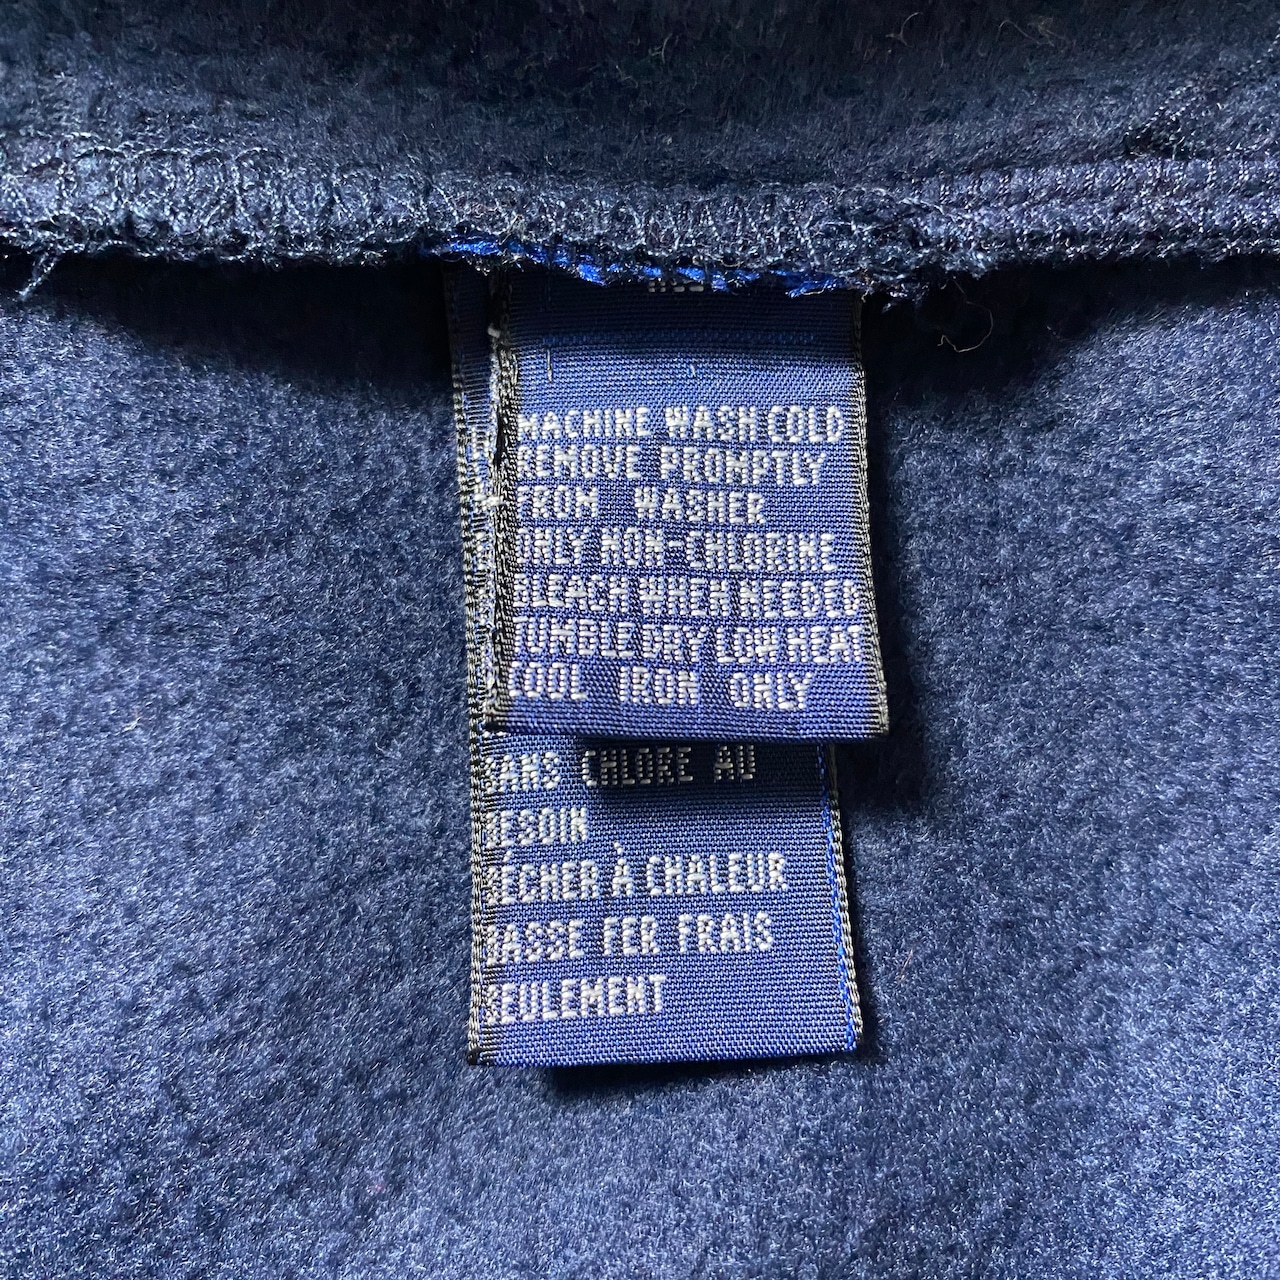 MACHINE WASH COLD
REMOVE PROMPTLY
FROM WASHER
ONLY NON-CHLORINE
BLEACH WHEN NEEDED
TUMBLE DRY LOW HEAT
COOL IRON ONLY
SANS CHLORE AU
BESOIN
SÉCHER À CHALEUR
BASSE FER FRAIS
SEULEMENT